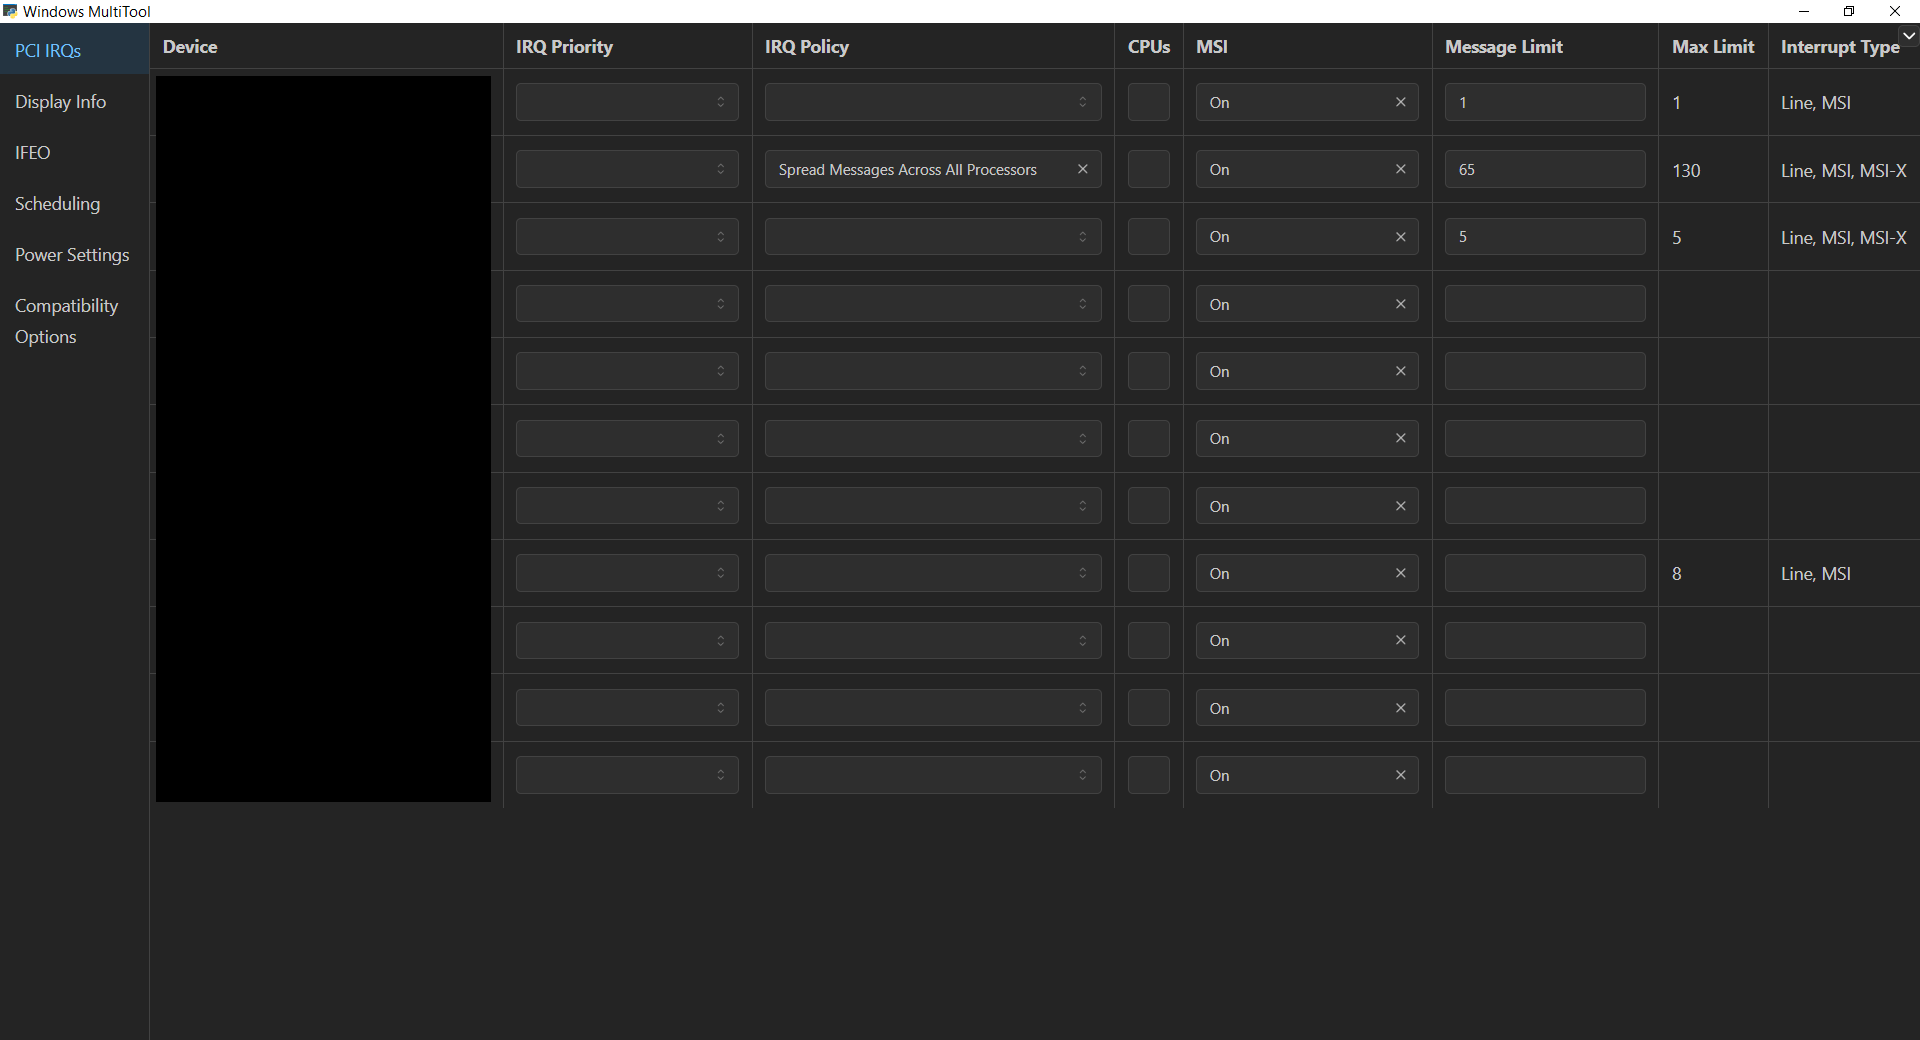 Windows MultiTool
PCI IRQs
Display Info
IFEO
Scheduling
Power Settings
Compatibility
Options
Device IRQ Priority IRQ Policy CPUs MSI Message Limit Max Limit Interrupt Type
On 1 1 Line, MSI
Spread Messages Across All Processors On 65 130 Line, MSI, MSI-X
On 5 5 Line, MSI, MSI-X
On
On
On
On
On 8 Line, MSI
On
On
On